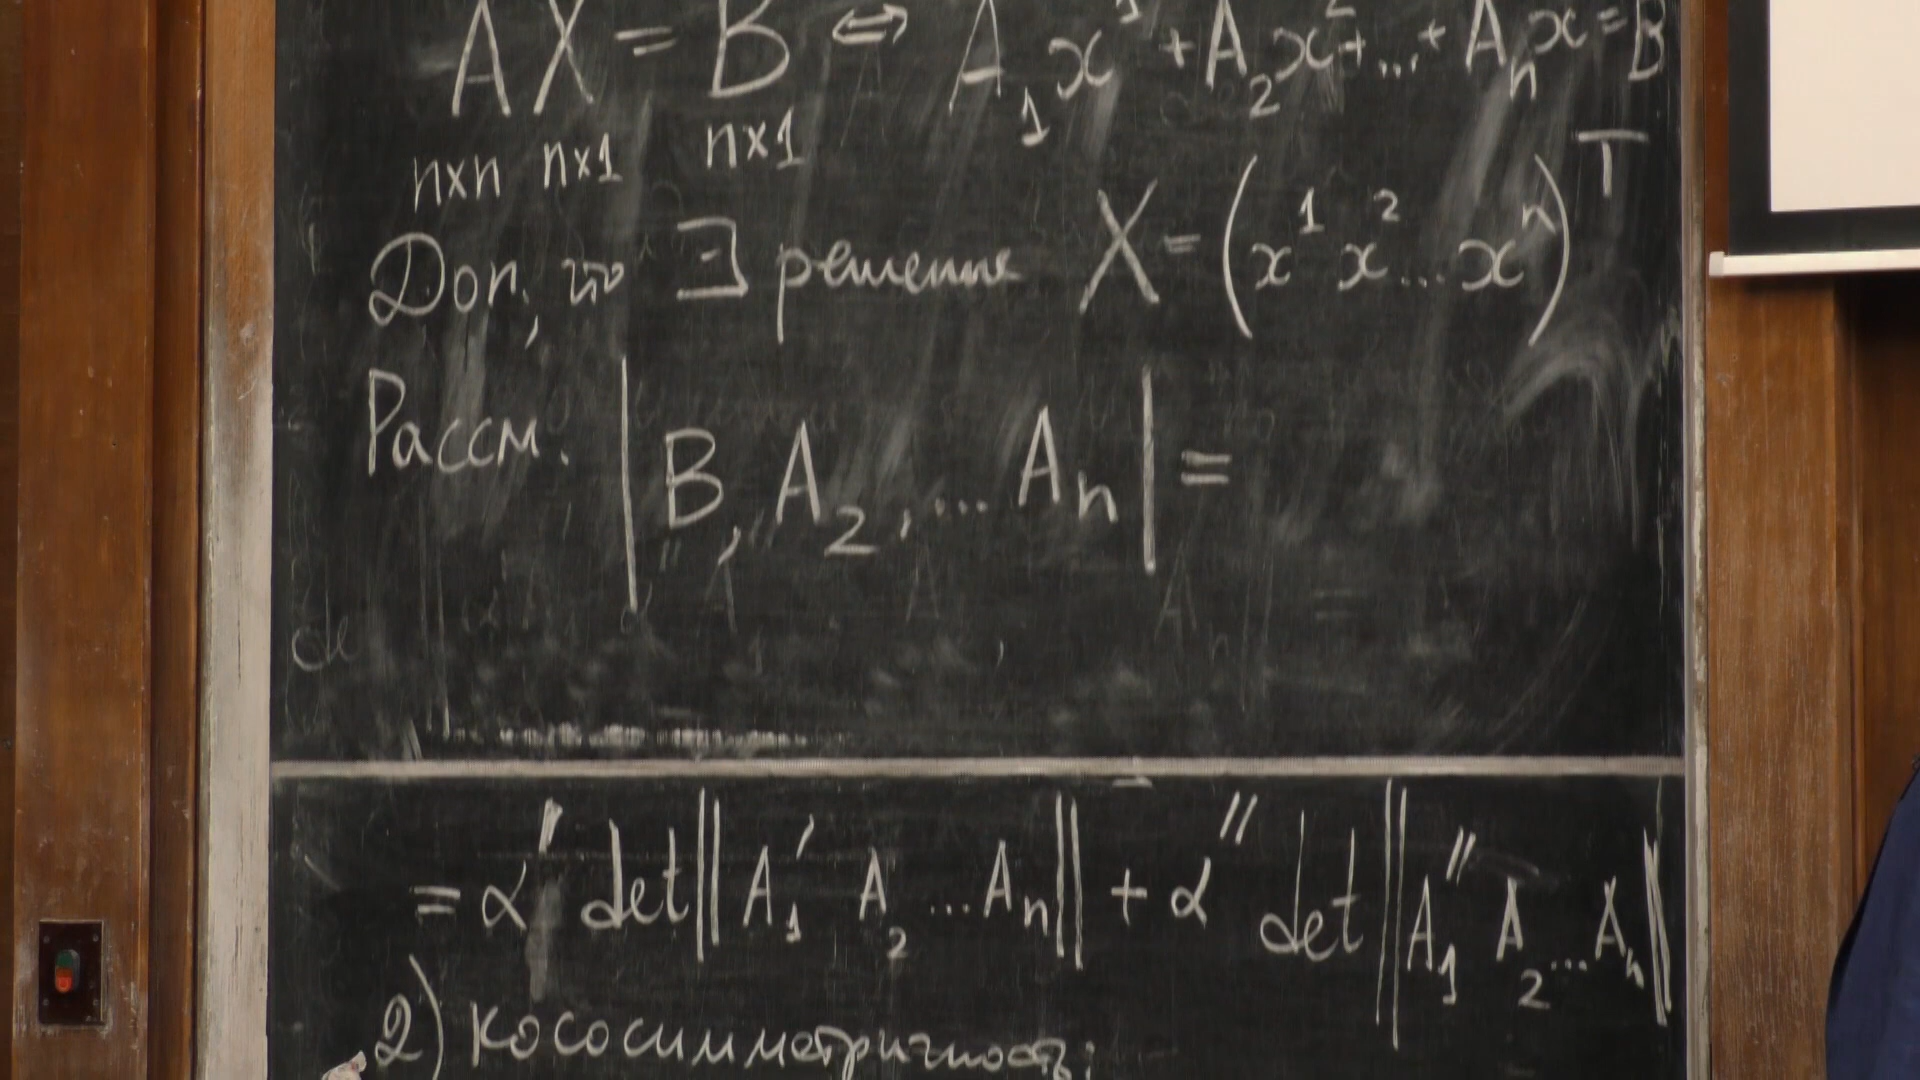 AX = B ⇔ A₁x¹ + A₂x² + ... + Aₙx = B
n×n n×1 n×1
Доп, что ∃ решение X = (x¹ x² ... xⁿ)ᵀ
Рассм. |B, A₂, ... Aₙ| =
= α′ det‖A₁′ A₂ ... Aₙ‖ + α″ det‖A₁″ A₂ ... Aₙ‖
2) кососимметричность: